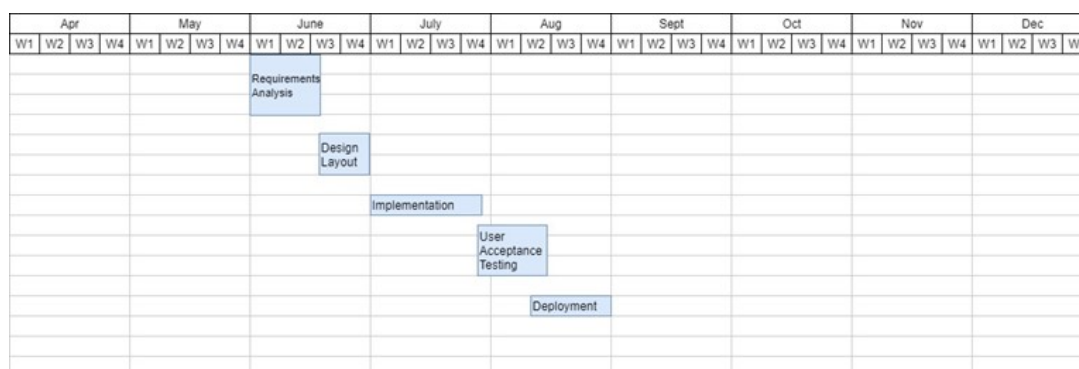 Apr May June July Aug Sept Oct Nov Dec
W1 W2 W3 W4 W1 W2 W3 W4 W1 W2 W3 W4 W1 W2 W3 W4 W1 W2 W3 W4 W1 W2 W3 W4 W1 W2 W3 W4 W1 W2 W3 W4 W1 W2 W3
Requirements
Analysis
Design
Layout
Implementation
User
Acceptance
Testing
Deployment